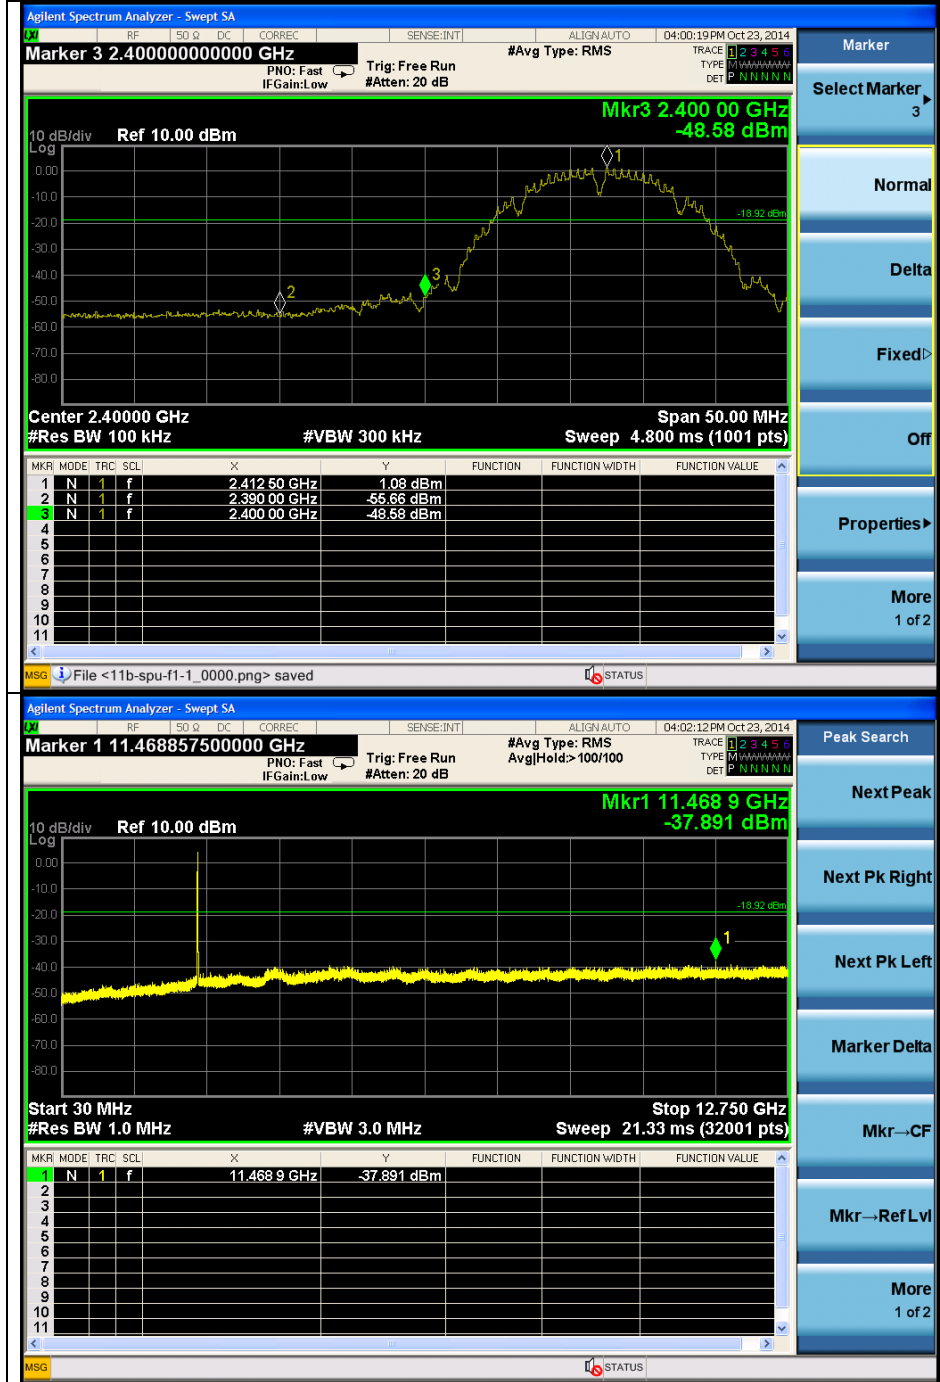 Agilent Spectrum Analyzer - Swept SA
LXI RF 50 Ω DC CORREC SENSE:INT ALIGN AUTO 04:00:19 PM Oct 23, 2014
Marker 3 2.400000000000 GHz
PNO: Fast
IFGain:Low
Trig: Free Run
#Atten: 20 dB
#Avg Type: RMS
TRACE 1 2 3 4 5 6
TYPE M WWWWW
DET P N N N N N
Mkr3 2.400 00 GHz
-48.58 dBm
10 dB/div Ref 10.00 dBm
Log
0.00
-10.0
-20.0
-30.0
-40.0
-50.0
-60.0
-70.0
-80.0
1
-18.92 dBm
3
2
Center 2.40000 GHz Span 50.00 MHz
#Res BW 100 kHz #VBW 300 kHz Sweep 4.800 ms (1001 pts)
MKR MODE TRC SCL X Y FUNCTION FUNCTION WIDTH FUNCTION VALUE
1 N 1 f 2.412 50 GHz 1.08 dBm
2 N 1 f 2.390 00 GHz -55.66 dBm
3 N 1 f 2.400 00 GHz -48.58 dBm
4
5
6
7
8
9
10
11
MSG File <11b-spu-f1-1_0000.png> saved STATUS
Marker
Select Marker
3
Normal
Delta
Fixed
Off
Properties
More
1 of 2
Agilent Spectrum Analyzer - Swept SA
LXI RF 50 Ω DC CORREC SENSE:INT ALIGN AUTO 04:02:12 PM Oct 23, 2014
Marker 1 11.468857500000 GHz
PNO: Fast
IFGain:Low
Trig: Free Run
#Atten: 20 dB
#Avg Type: RMS
Avg|Hold:>100/100
TRACE 1 2 3 4 5 6
TYPE M WWWWW
DET P N N N N N
Mkr1 11.468 9 GHz
-37.891 dBm
10 dB/div Ref 10.00 dBm
Log
0.00
-10.0
-20.0
-30.0
-40.0
-50.0
-60.0
-70.0
-80.0
-18.92 dBm
1
Start 30 MHz Stop 12.750 GHz
#Res BW 1.0 MHz #VBW 3.0 MHz Sweep 21.33 ms (32001 pts)
MKR MODE TRC SCL X Y FUNCTION FUNCTION WIDTH FUNCTION VALUE
1 N 1 f 11.468 9 GHz -37.891 dBm
2
3
4
5
6
7
8
9
10
11
MSG STATUS
Peak Search
Next Peak
Next Pk Right
Next Pk Left
Marker Delta
Mkr→CF
Mkr→Ref Lvl
More
1 of 2